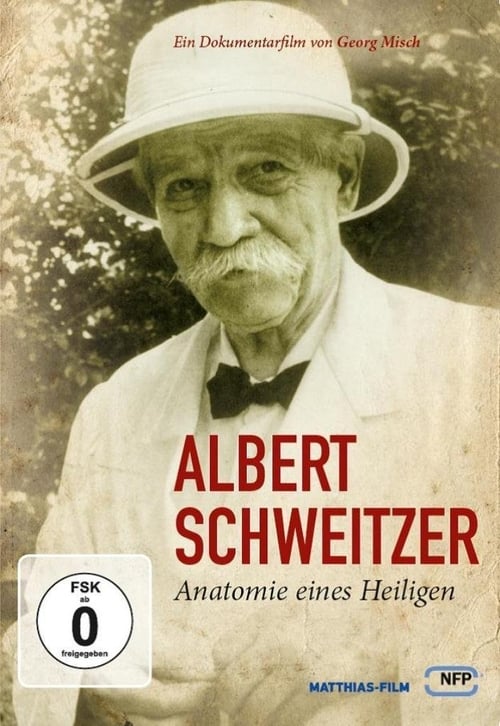 Ein Dokumentarfilm von Georg Misch
ALBERT
SCHWEITZER
Anatomie eines Heiligen
FSK
ab
0
freigegeben
MATTHIAS-FILM
NFP